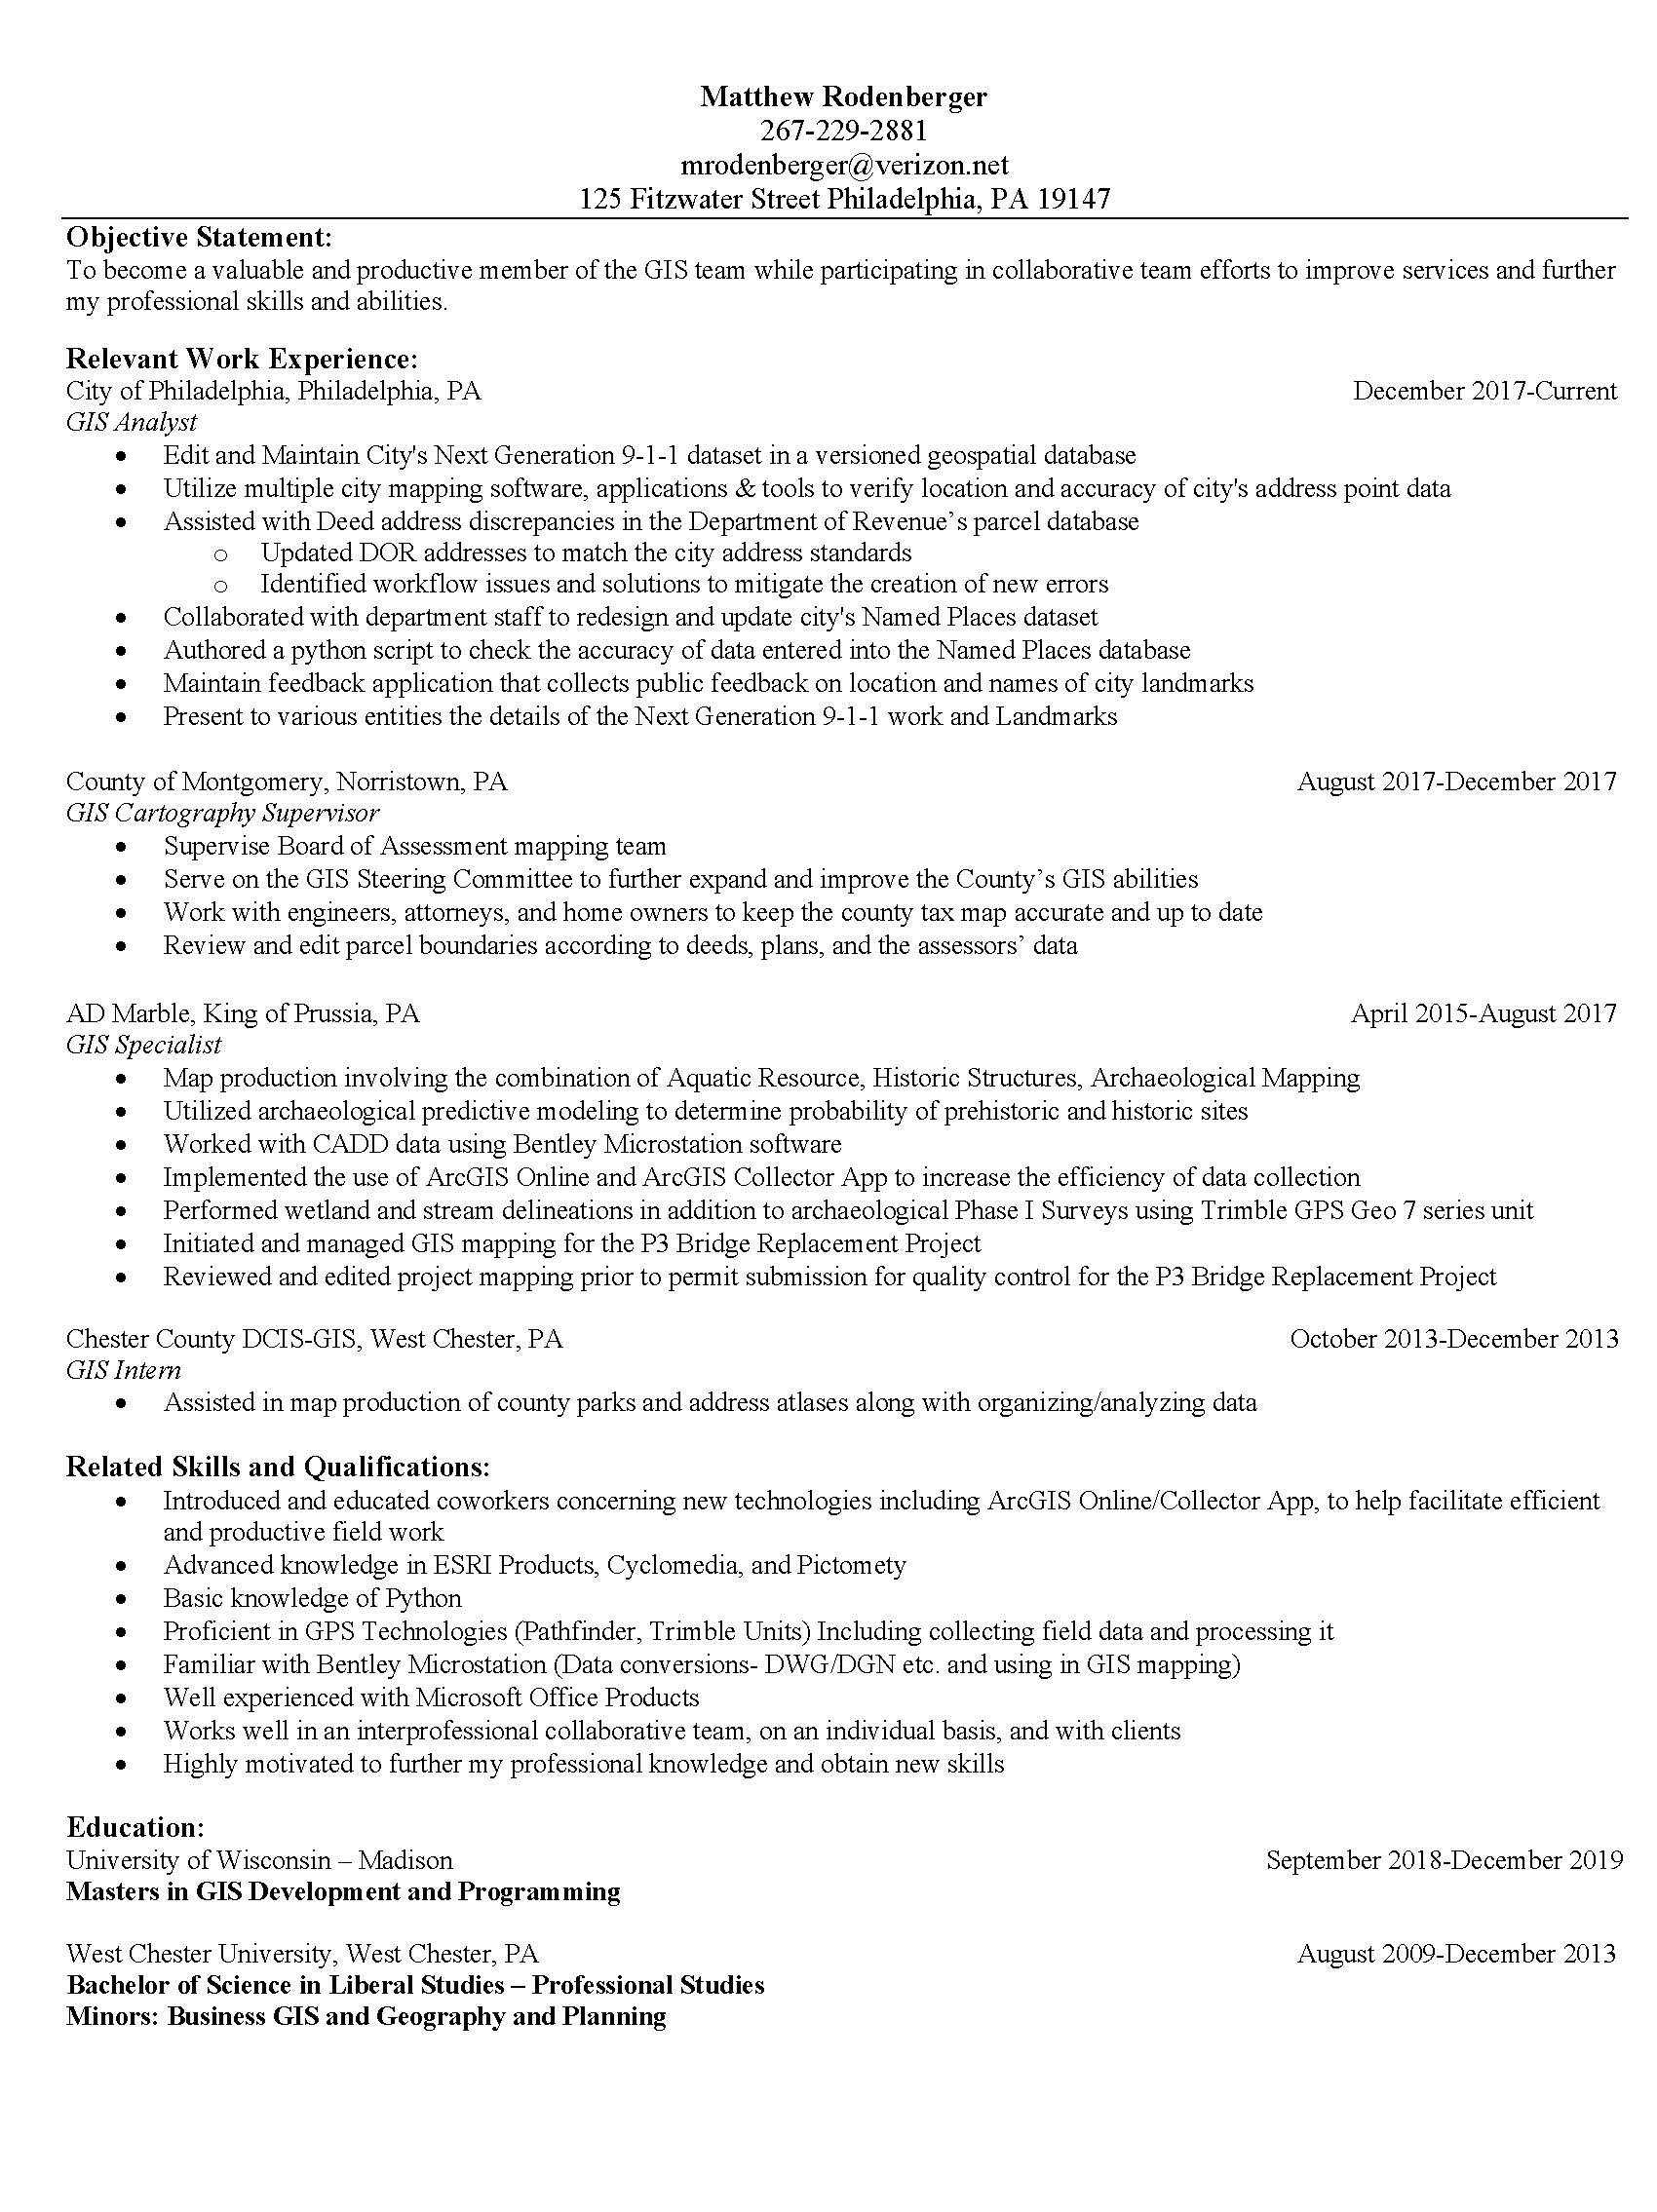 Matthew Rodenberger
267-229-2881
mrodenberger@verizon.net
125 Fitzwater Street Philadelphia, PA 19147
Objective Statement:
To become a valuable and productive member of the GIS team while participating in collaborative team efforts to improve services and further
my professional skills and abilities.
Relevant Work Experience:
City of Philadelphia, Philadelphia, PA December 2017-Current
GIS Analyst
• Edit and Maintain City's Next Generation 9-1-1 dataset in a versioned geospatial database
• Utilize multiple city mapping software, applications & tools to verify location and accuracy of city's address point data
• Assisted with Deed address discrepancies in the Department of Revenue’s parcel database
o Updated DOR addresses to match the city address standards
o Identified workflow issues and solutions to mitigate the creation of new errors
• Collaborated with department staff to redesign and update city's Named Places dataset
• Authored a python script to check the accuracy of data entered into the Named Places database
• Maintain feedback application that collects public feedback on location and names of city landmarks
• Present to various entities the details of the Next Generation 9-1-1 work and Landmarks
County of Montgomery, Norristown, PA August 2017-December 2017
GIS Cartography Supervisor
• Supervise Board of Assessment mapping team
• Serve on the GIS Steering Committee to further expand and improve the County’s GIS abilities
• Work with engineers, attorneys, and home owners to keep the county tax map accurate and up to date
• Review and edit parcel boundaries according to deeds, plans, and the assessors’ data
AD Marble, King of Prussia, PA April 2015-August 2017
GIS Specialist
• Map production involving the combination of Aquatic Resource, Historic Structures, Archaeological Mapping
• Utilized archaeological predictive modeling to determine probability of prehistoric and historic sites
• Worked with CADD data using Bentley Microstation software
• Implemented the use of ArcGIS Online and ArcGIS Collector App to increase the efficiency of data collection
• Performed wetland and stream delineations in addition to archaeological Phase I Surveys using Trimble GPS Geo 7 series unit
• Initiated and managed GIS mapping for the P3 Bridge Replacement Project
• Reviewed and edited project mapping prior to permit submission for quality control for the P3 Bridge Replacement Project
Chester County DCIS-GIS, West Chester, PA October 2013-December 2013
GIS Intern
• Assisted in map production of county parks and address atlases along with organizing/analyzing data
Related Skills and Qualifications:
• Introduced and educated coworkers concerning new technologies including ArcGIS Online/Collector App, to help facilitate efficient
and productive field work
• Advanced knowledge in ESRI Products, Cyclomedia, and Pictomety
• Basic knowledge of Python
• Proficient in GPS Technologies (Pathfinder, Trimble Units) Including collecting field data and processing it
• Familiar with Bentley Microstation (Data conversions- DWG/DGN etc. and using in GIS mapping)
• Well experienced with Microsoft Office Products
• Works well in an interprofessional collaborative team, on an individual basis, and with clients
• Highly motivated to further my professional knowledge and obtain new skills
Education:
University of Wisconsin – Madison September 2018-December 2019
Masters in GIS Development and Programming
West Chester University, West Chester, PA August 2009-December 2013
Bachelor of Science in Liberal Studies – Professional Studies
Minors: Business GIS and Geography and Planning